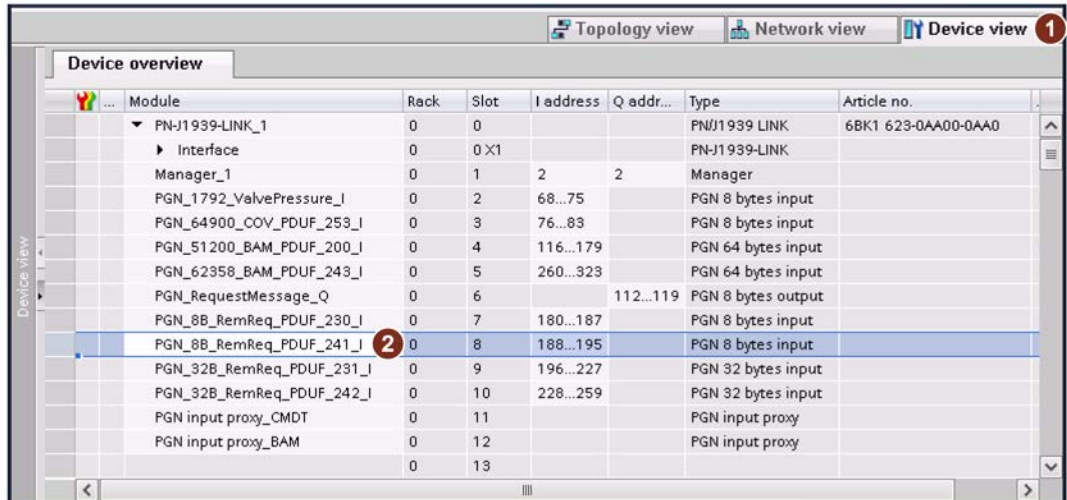 Topology view Network view Device view 1
Device overview
... Module Rack Slot I address Q addr... Type Article no.
PN-J1939-LINK_1 0 0 PN/J1939 LINK 6BK1 623-0AA00-0AA0
Interface 0 0 X1 PN-J1939-LINK
Manager_1 0 1 2 2 Manager
PGN_1792_ValvePressure_I 0 2 68...75 PGN 8 bytes input
PGN_64900_COV_PDUF_253_I 0 3 76...83 PGN 8 bytes input
PGN_51200_BAM_PDUF_200_I 0 4 116...179 PGN 64 bytes input
PGN_62358_BAM_PDUF_243_I 0 5 260...323 PGN 64 bytes input
PGN_RequestMessage_Q 0 6 112...119 PGN 8 bytes output
PGN_8B_RemReq_PDUF_230_I 0 7 180...187 PGN 8 bytes input
PGN_8B_RemReq_PDUF_241_I 2 0 8 188...195 PGN 8 bytes input
PGN_32B_RemReq_PDUF_231_I 0 9 196...227 PGN 32 bytes input
PGN_32B_RemReq_PDUF_242_I 0 10 228...259 PGN 32 bytes input
PGN input proxy_CMDT 0 11 PGN input proxy
PGN input proxy_BAM 0 12 PGN input proxy
0 13
Device view